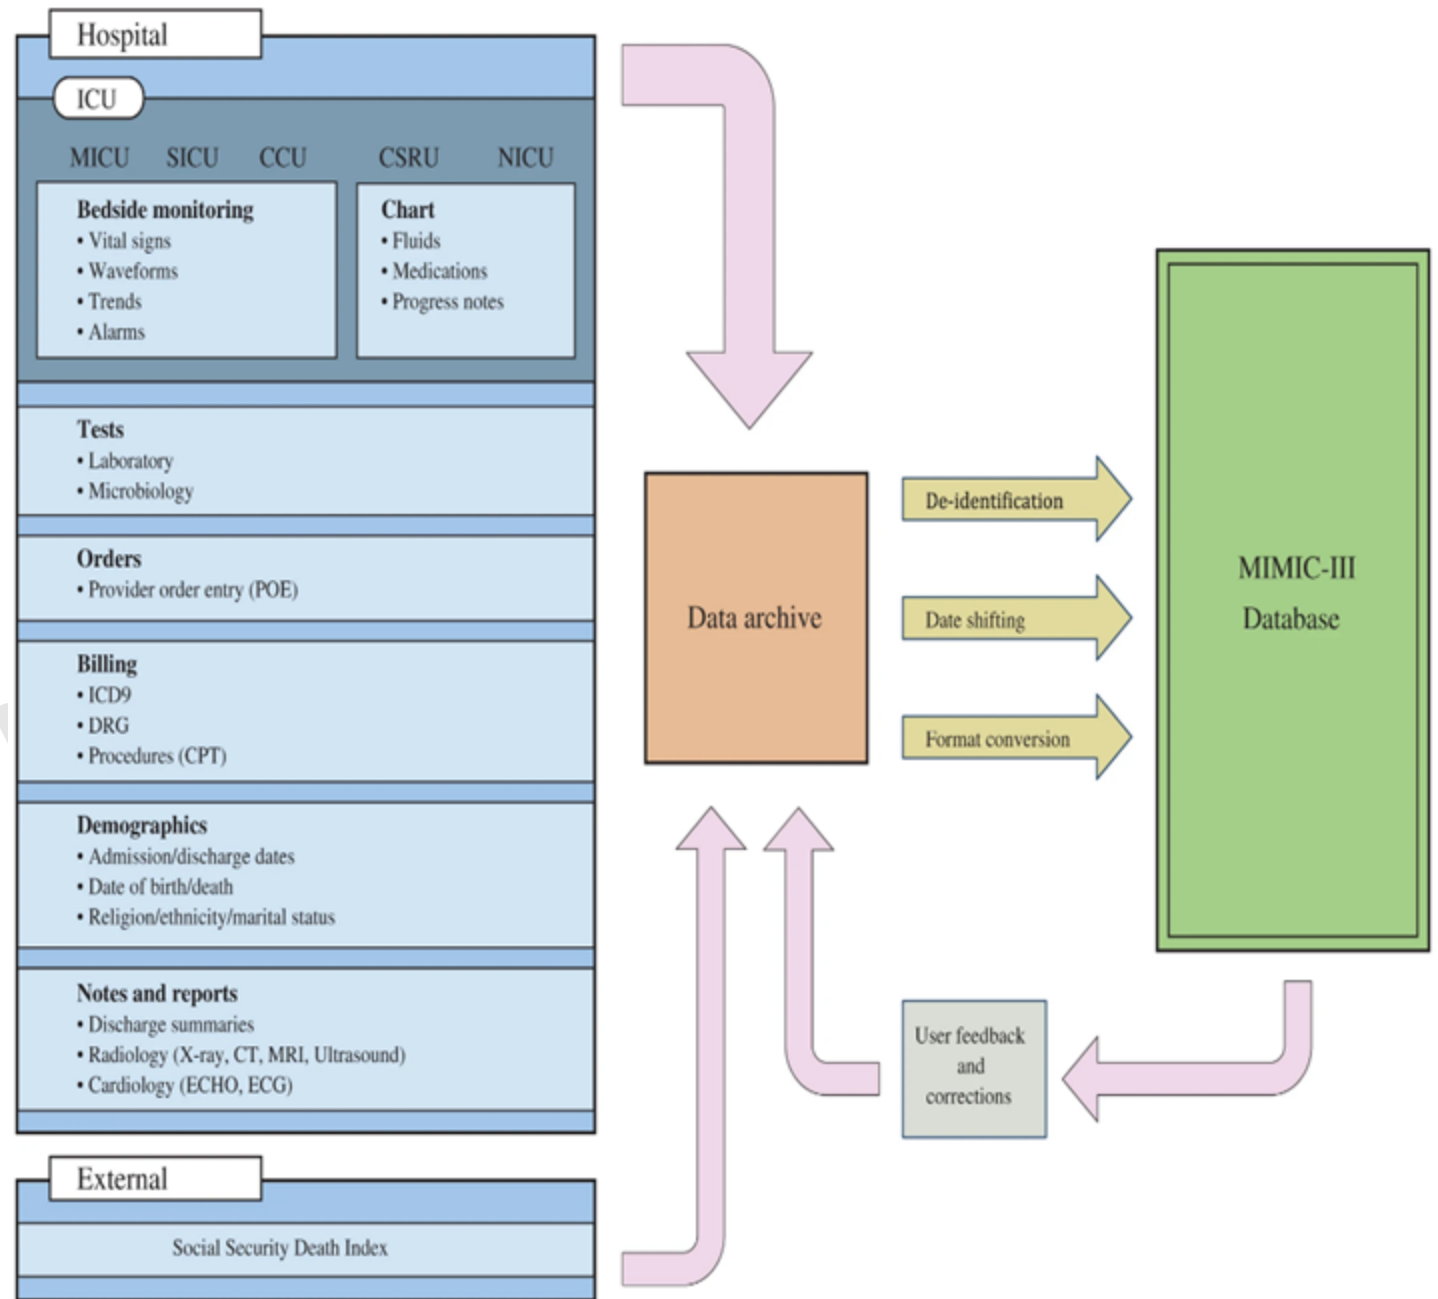 Hospital
ICU
MICU SICU CCU CSRU NICU
Bedside monitoring
• Vital signs
• Waveforms
• Trends
• Alarms
Chart
• Fluids
• Medications
• Progress notes
Tests
• Laboratory
• Microbiology
Orders
• Provider order entry (POE)
Billing
• ICD9
• DRG
• Procedures (CPT)
Demographics
• Admission/discharge dates
• Date of birth/death
• Religion/ethnicity/marital status
Notes and reports
• Discharge summaries
• Radiology (X-ray, CT, MRI, Ultrasound)
• Cardiology (ECHO, ECG)
External
Social Security Death Index
Data archive
De-identification
Date shifting
Format conversion
MIMIC-III
Database
User feedback
and
corrections